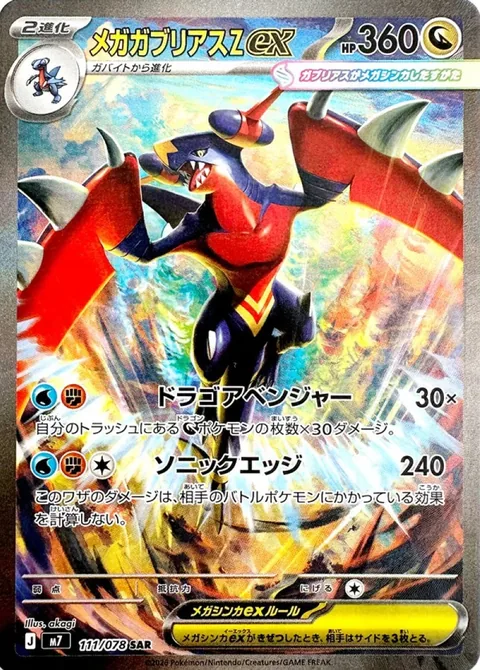 2進化
メガガブリアスZex HP360
ガバイトから進化
ガブリアスがメガシンカしたすがた
ドラゴアベンジャー 30×
自分のトラッシュにあるポケモンの枚数×30ダメージ。
ソニックエッジ 240
このワザのダメージは、相手のバトルポケモンにかかっている効果
を計算しない。
弱点 抵抗力 にげる
メガシンカexルール
メガシンカexがきぜつしたとき、相手はサイドを3枚とる。
Illus. akagi
J M7 111/078 SAR
©2026 Pokémon/Nintendo/Creatures/GAME FREAK